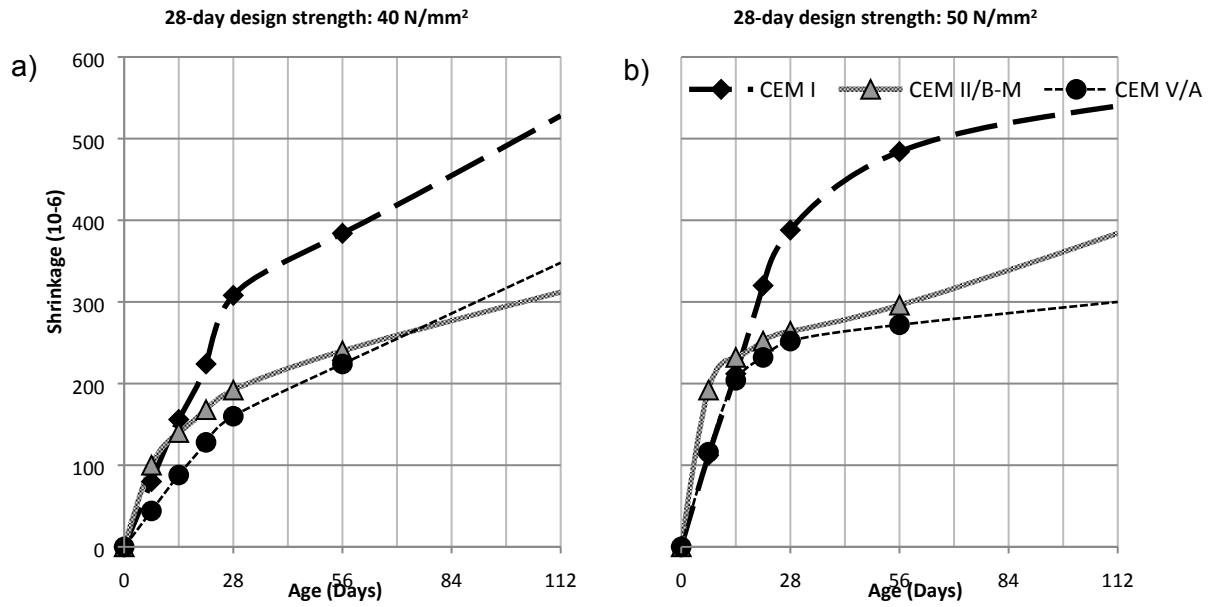 28-day design strength: 40 N/mm²
28-day design strength: 50 N/mm²
a)
b)
CEM I
CEM II/B-M
CEM V/A
Shrinkage (10-6)
600
500
400
300
200
100
0
0
28
56
84
112
Age (Days)
0
28
56
84
112
Age (Days)